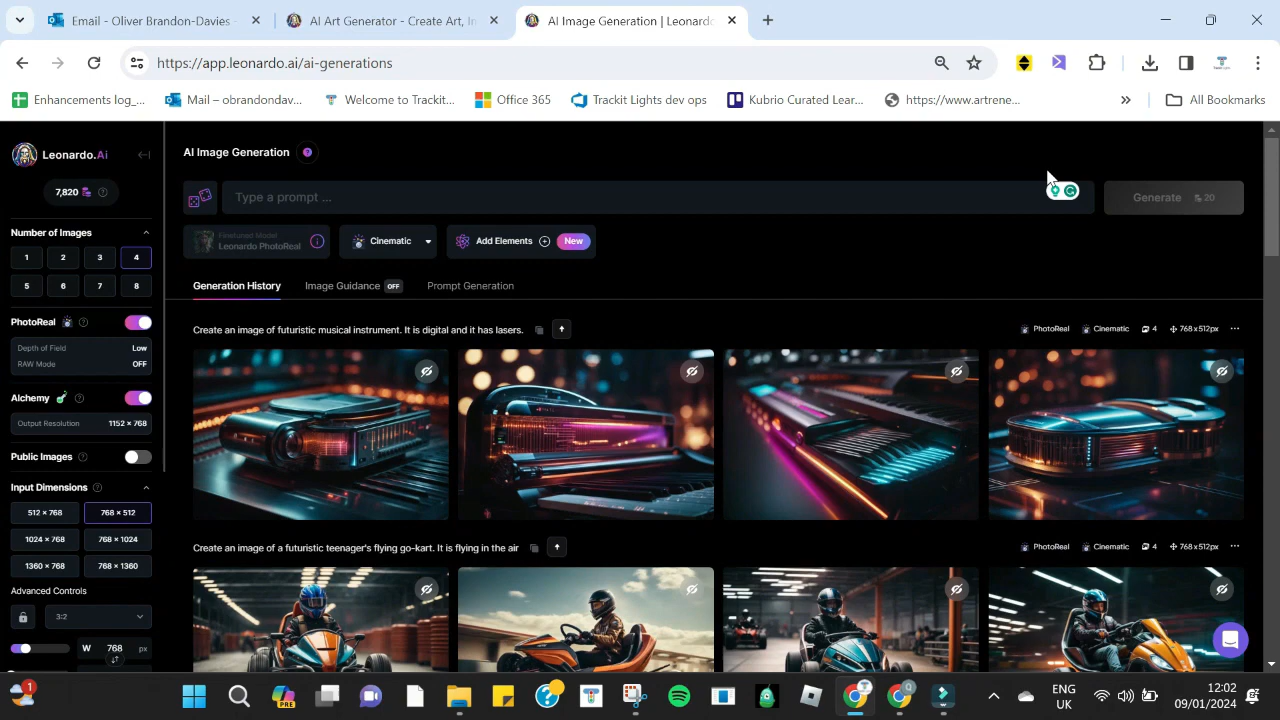 Email - Oliver Brandon-Davies -
AI Art Generator - Create Art, In
AI Image Generation | Leonardo
https://app.leonardo.ai/ai-generations
Enhancements log_...
Mail – obrandondav...
Welcome to Trackit...
Office 365
Trackit Lights dev ops
Kubrio Curated Lear...
https://www.artrene...
All Bookmarks
Leonardo.Ai
7,820
Number of Images
1 2 3 4
5 6 7 8
PhotoReal
Depth of Field Low
RAW Mode OFF
Alchemy
Output Resolution 1152 x 768
Public Images
Input Dimensions
512 × 768 768 × 512
1024 × 768 768 × 1024
1360 × 768 768 × 1360
Advanced Controls
3:2
W 768 px
AI Image Generation
Type a prompt ...
Generate 20
Finetuned Model
Leonardo PhotoReal
Cinematic
Add Elements New
Generation History
Image Guidance OFF
Prompt Generation
Create an image of futuristic musical instrument. It is digital and it has lasers.
PhotoReal Cinematic 4 768 x 512px
Create an image of a futuristic teenager's flying go-kart. It is flying in the air
PhotoReal Cinematic 4 768 x 512px
1
PRE
ENG
UK
12:02
09/01/2024